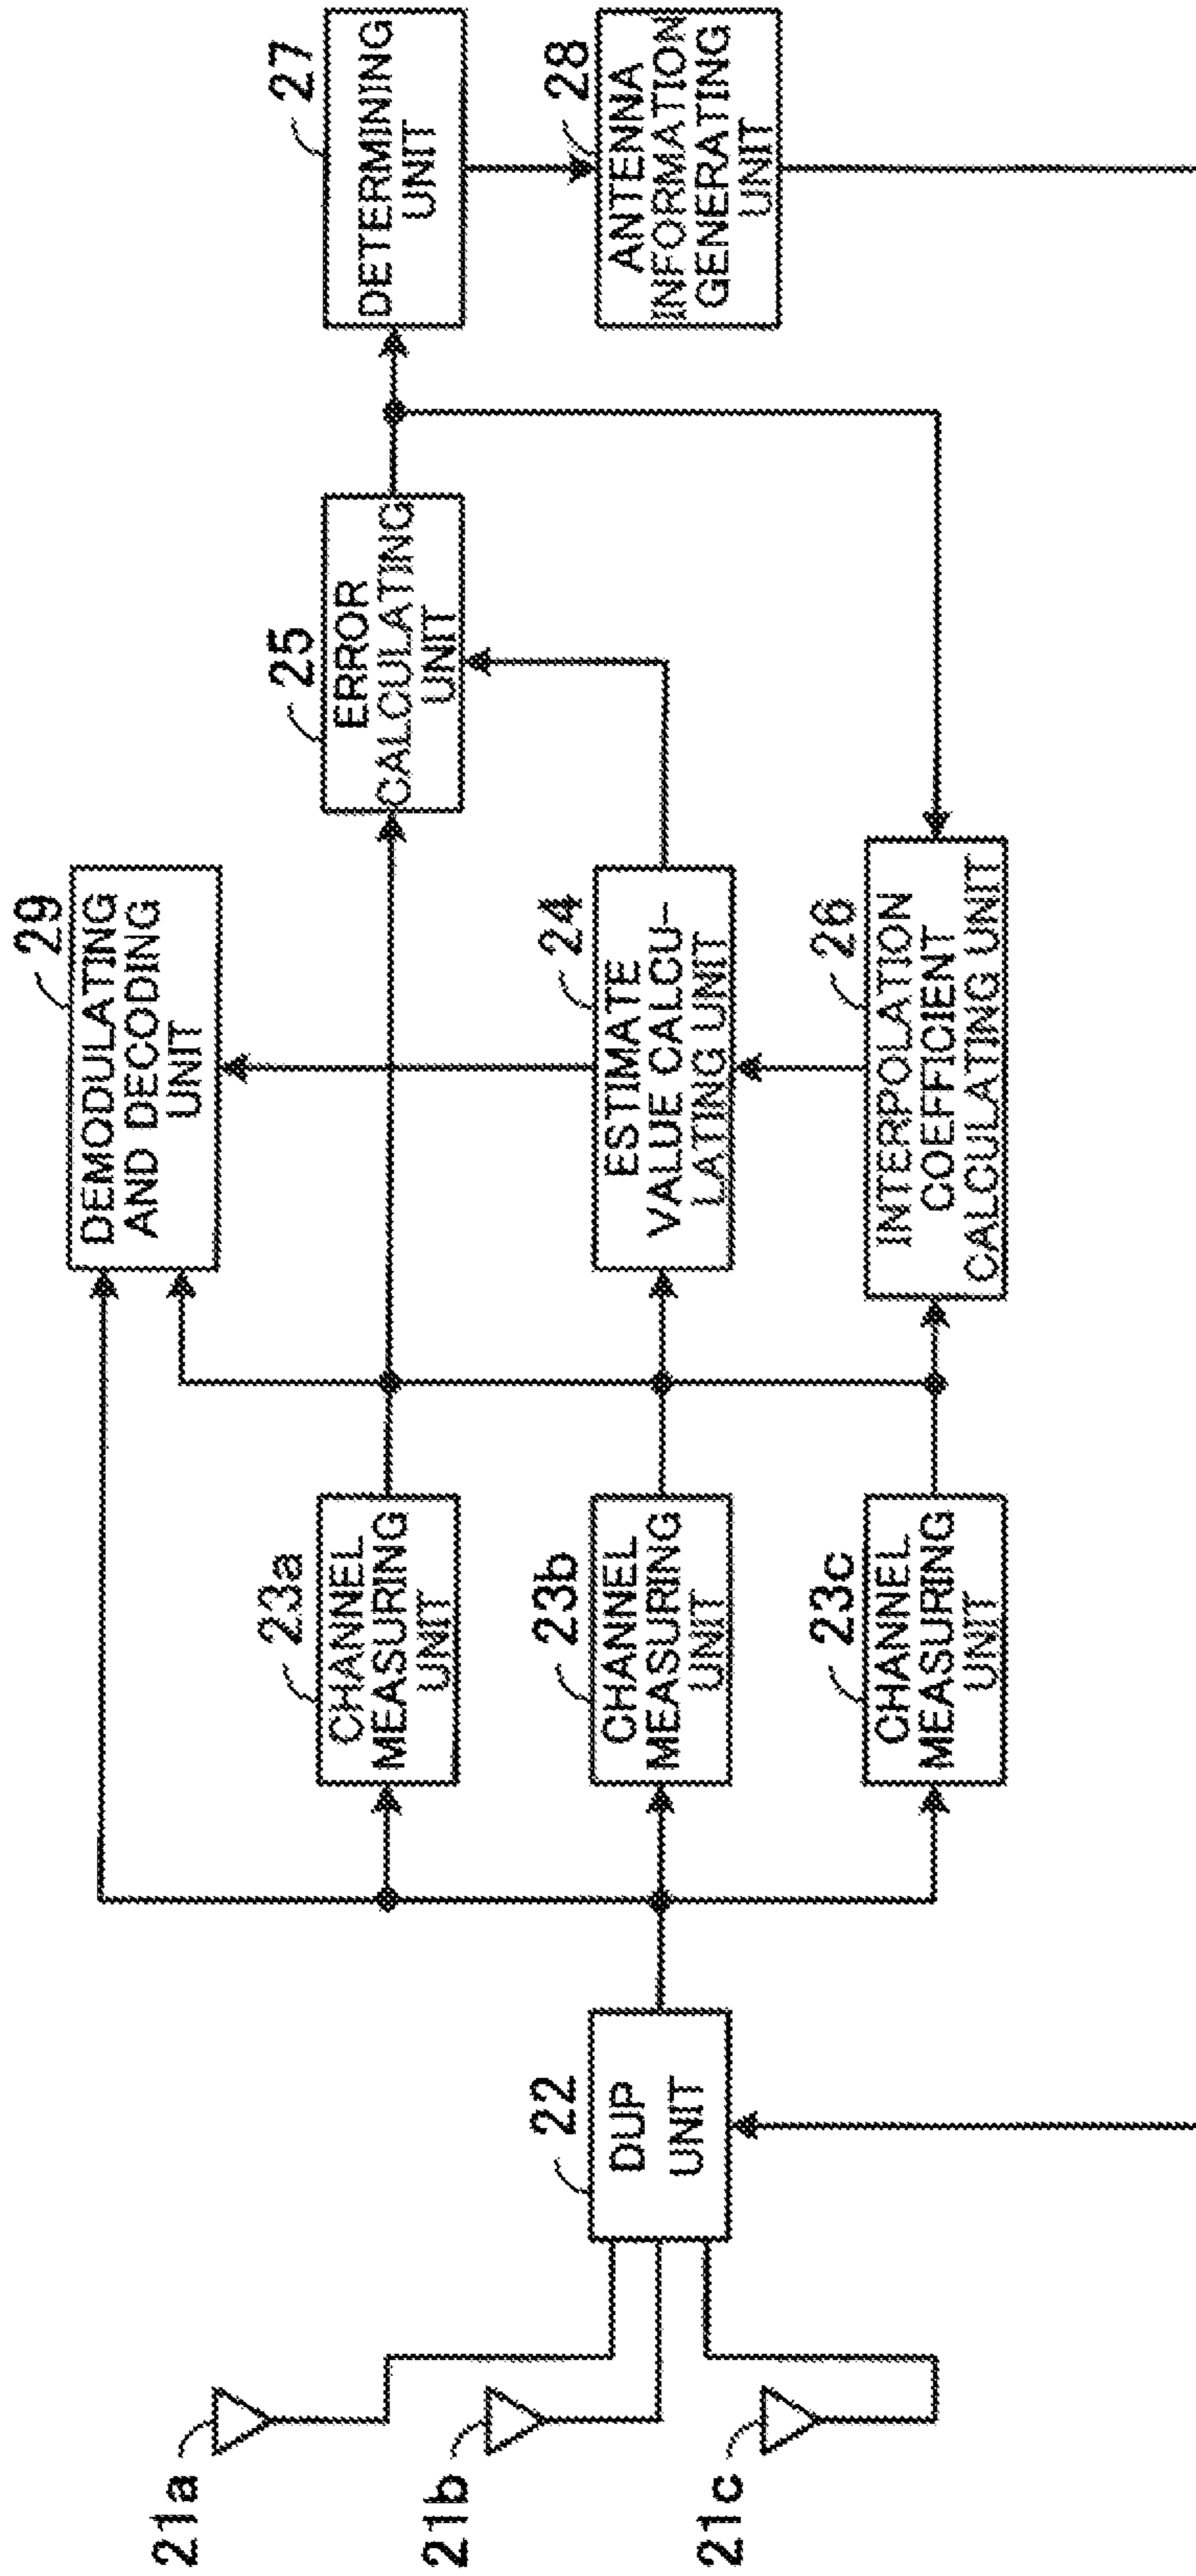 21a
21b
21c
22
DUP
UNIT
23a
CHANNEL
MEASURING
UNIT
23b
CHANNEL
MEASURING
UNIT
23c
CHANNEL
MEASURING
UNIT
29
DEMODULATING
AND DECODING
UNIT
24
ESTIMATE
VALUE CALCU-
LATING UNIT
26
INTERPOLATION
COEFFICIENT
CALCULATING UNIT
25
ERROR
CALCULATING
UNIT
27
DETERMINING
UNIT
28
ANTENNA
INFORMATION
GENERATING
UNIT